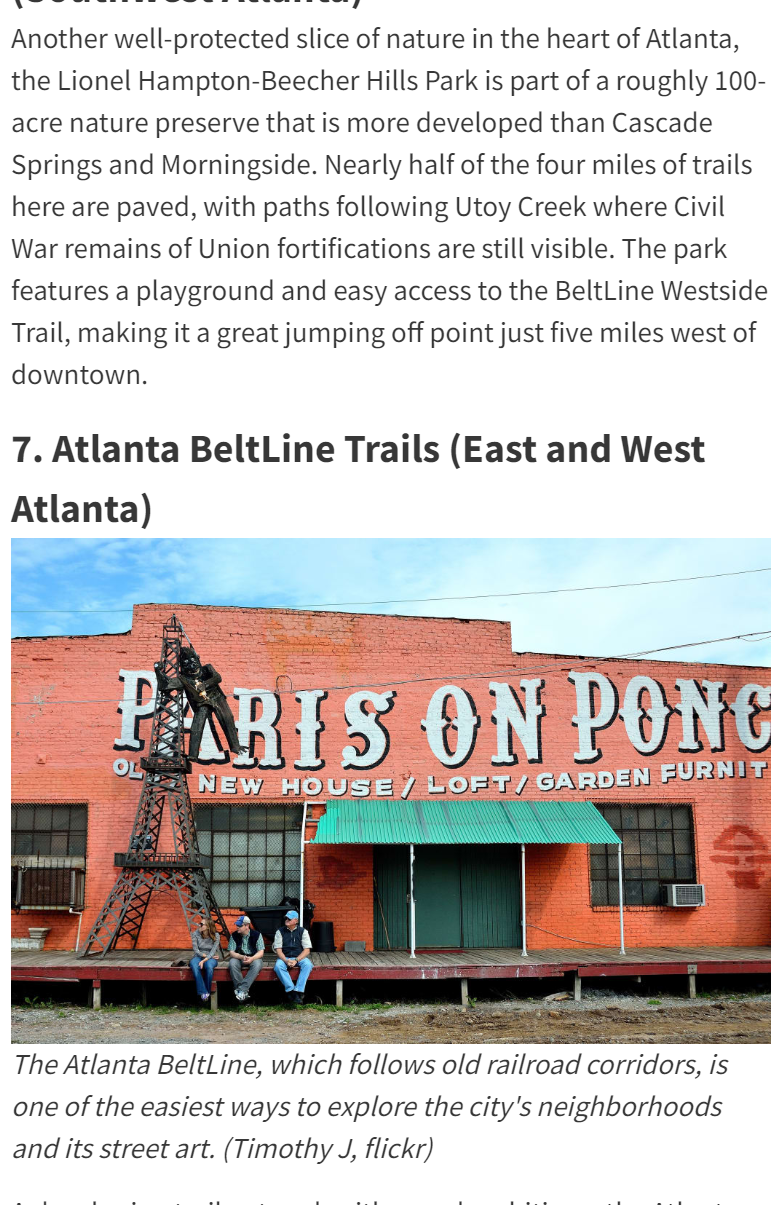 (Southwest Atlanta)
Another well-protected slice of nature in the heart of Atlanta,
the Lionel Hampton-Beecher Hills Park is part of a roughly 100-
acre nature preserve that is more developed than Cascade
Springs and Morningside. Nearly half of the four miles of trails
here are paved, with paths following Utoy Creek where Civil
War remains of Union fortifications are still visible. The park
features a playground and easy access to the BeltLine Westside
Trail, making it a great jumping off point just five miles west of
downtown.
7. Atlanta BeltLine Trails (East and West
Atlanta)
PARIS ON PONC
OL NEW HOUSE / LOFT / GARDEN FURNIT
The Atlanta BeltLine, which follows old railroad corridors, is
one of the easiest ways to explore the city's neighborhoods
and its street art. (Timothy J, flickr)